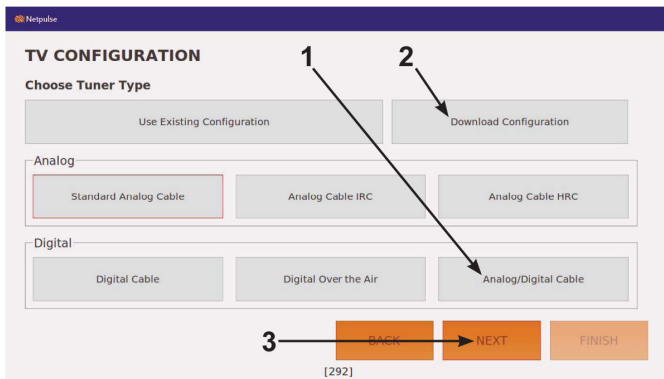 Netpulse
TV CONFIGURATION
1
2
Choose Tuner Type
Use Existing Configuration
Download Configuration
Analog
Standard Analog Cable
Analog Cable IRC
Analog Cable HRC
Digital
Digital Cable
Digital Over the Air
Analog/Digital Cable
3
BACK
NEXT
FINISH
[292]